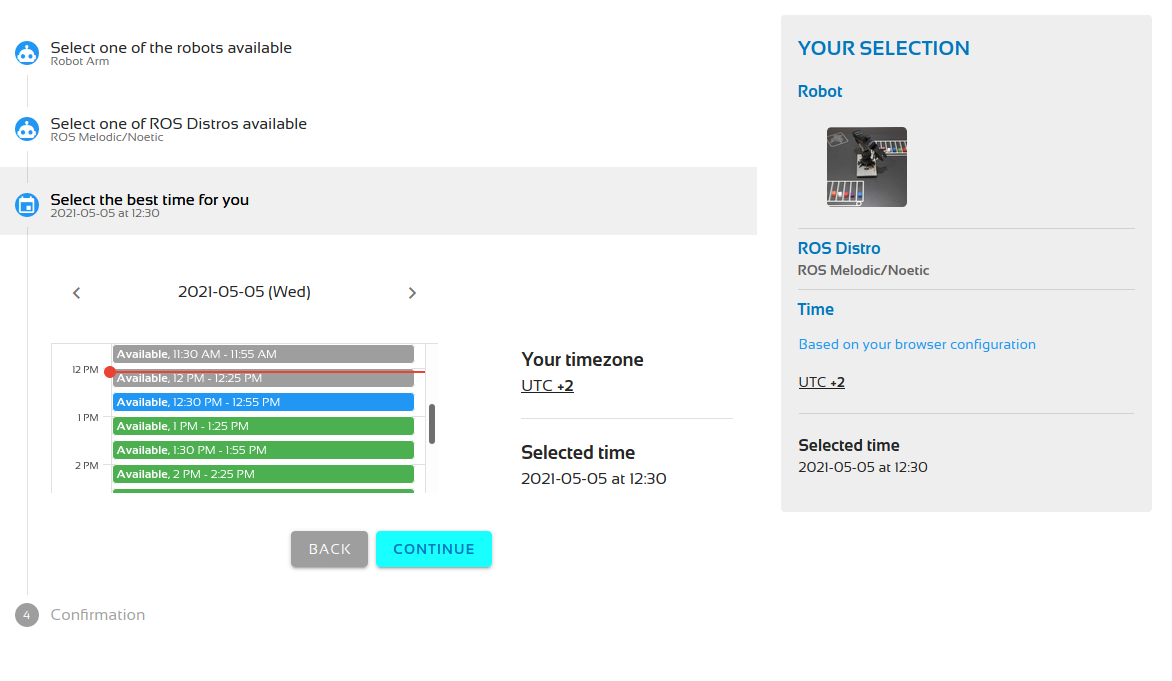 Select one of the robots available
Robot Arm
Select one of ROS Distros available
ROS Melodic/Noetic
Select the best time for you
2021-05-05 at 12:30
2021-05-05 (Wed)
Available, 11:30 AM - 11:55 AM
12 PM
Available, 12 PM - 12:25 PM
Available, 12:30 PM - 12:55 PM
1 PM
Available, 1 PM - 1:25 PM
Available, 1:30 PM - 1:55 PM
2 PM
Available, 2 PM - 2:25 PM
Your timezone
UTC +2
Selected time
2021-05-05 at 12:30
BACK
CONTINUE
4
Confirmation
YOUR SELECTION
Robot
ROS Distro
ROS Melodic/Noetic
Time
Based on your browser configuration
UTC +2
Selected time
2021-05-05 at 12:30